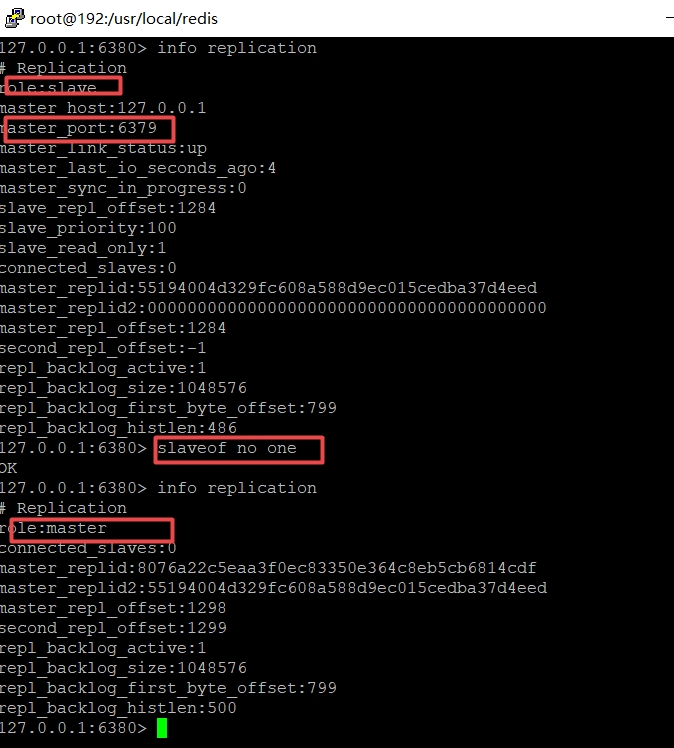 root@192:/usr/local/redis
127.0.0.1:6380> info replication
# Replication
role:slave
master_host:127.0.0.1
master_port:6379
master_link_status:up
master_last_io_seconds_ago:4
master_sync_in_progress:0
slave_repl_offset:1284
slave_priority:100
slave_read_only:1
connected_slaves:0
master_replid:55194004d329fc608a588d9ec015cedba37d4eed
master_replid2:0000000000000000000000000000000000000000
master_repl_offset:1284
second_repl_offset:-1
repl_backlog_active:1
repl_backlog_size:1048576
repl_backlog_first_byte_offset:799
repl_backlog_histlen:486
127.0.0.1:6380> slaveof no one
OK
127.0.0.1:6380> info replication
# Replication
role:master
connected_slaves:0
master_replid:8076a22c5eaa3f0ec83350e364c8eb5cb6814cdf
master_replid2:55194004d329fc608a588d9ec015cedba37d4eed
master_repl_offset:1298
second_repl_offset:1299
repl_backlog_active:1
repl_backlog_size:1048576
repl_backlog_first_byte_offset:799
repl_backlog_histlen:500
127.0.0.1:6380>